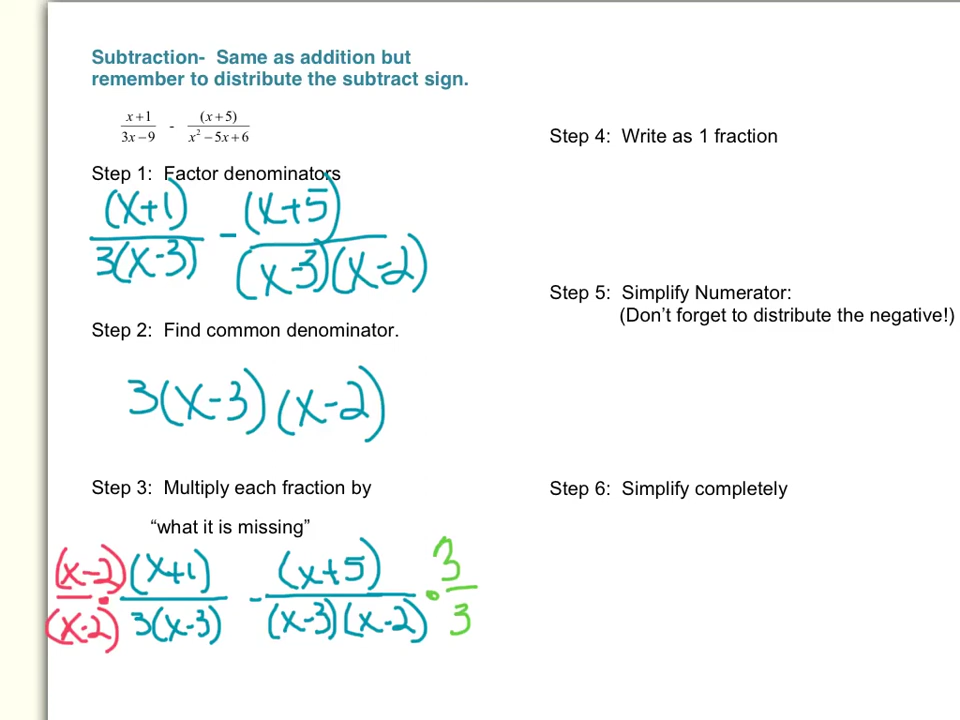 Subtraction- Same as addition but
remember to distribute the subtract sign.
x+1 / 3x−9 - (x+5) / x² −5x+6
Step 1: Factor denominators
(x+1) / 3(x-3) - (x+5) / (x-3)(x-2)
Step 2: Find common denominator.
3(x-3)(x-2)
Step 3: Multiply each fraction by
“what it is missing”
(x-2) / (x-2) · (x+1) / 3(x-3) - (x+5) / (x-3)(x-2) · 3 / 3
Step 4: Write as 1 fraction
Step 5: Simplify Numerator:
(Don’t forget to distribute the negative!)
Step 6: Simplify completely